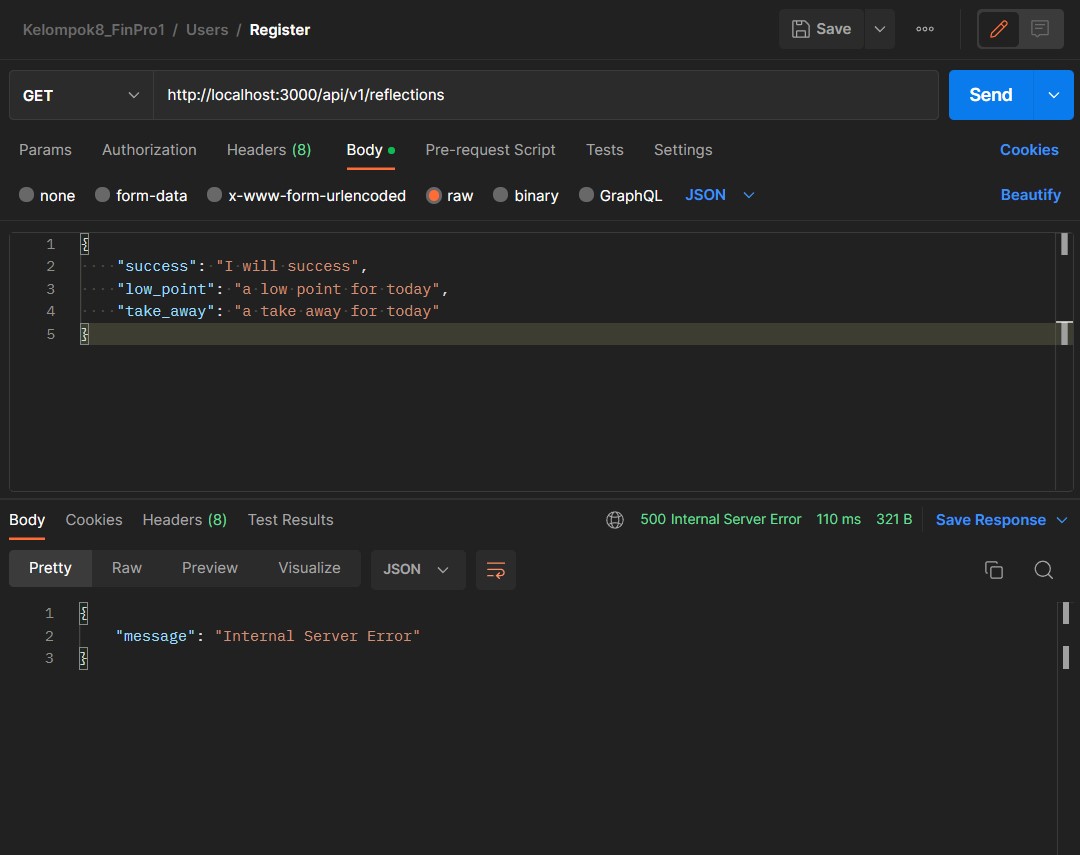 Kelompok8_FinPro1 / Users / Register
Save
GET
http://localhost:3000/api/v1/reflections
Send
Params Authorization Headers (8) Body Pre-request Script Tests Settings Cookies
none form-data x-www-form-urlencoded raw binary GraphQL JSON Beautify
1 {
2 "success": "I will success",
3 "low_point": "a low point for today",
4 "take_away": "a take away for today"
5 }
Body Cookies Headers (8) Test Results 500 Internal Server Error 110 ms 321 B Save Response
Pretty Raw Preview Visualize JSON
1 {
2 "message": "Internal Server Error"
3 }